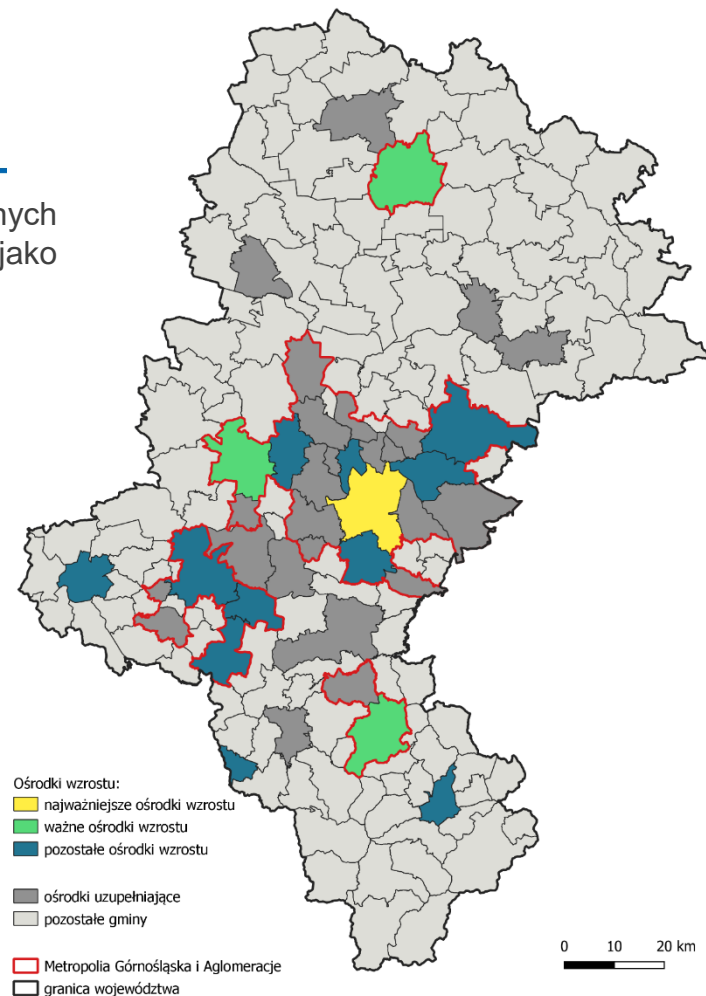 nych
jako
Ośrodki wzrostu:
najważniejsze ośrodki wzrostu
ważne ośrodki wzrostu
pozostałe ośrodki wzrostu
ośrodki uzupełniające
pozostałe gminy
Metropolia Górnośląska i Aglomeracje
granica województwa
0 10 20 km